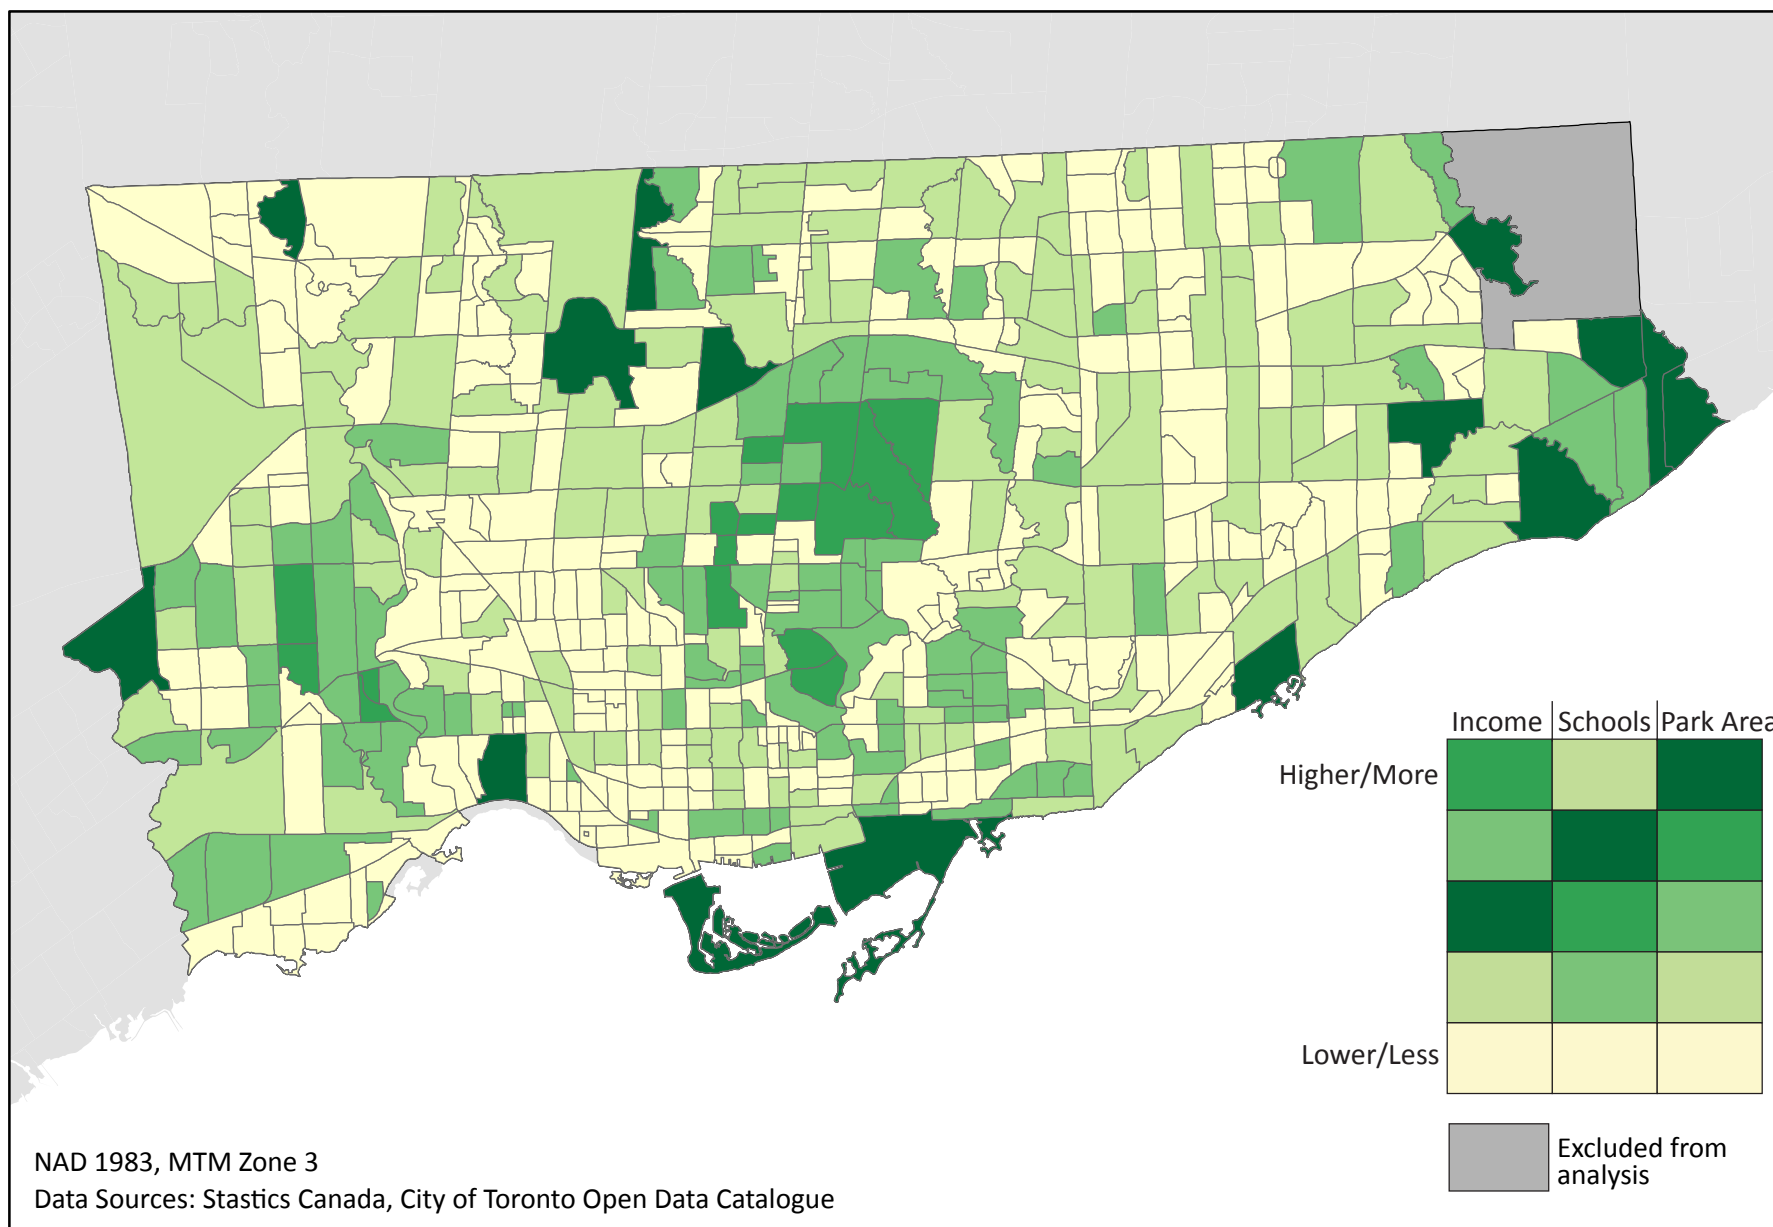 Income Schools Park Area
Higher/More
Lower/Less
Excluded from
analysis
NAD 1983, MTM Zone 3
Data Sources: Stastics Canada, City of Toronto Open Data Catalogue